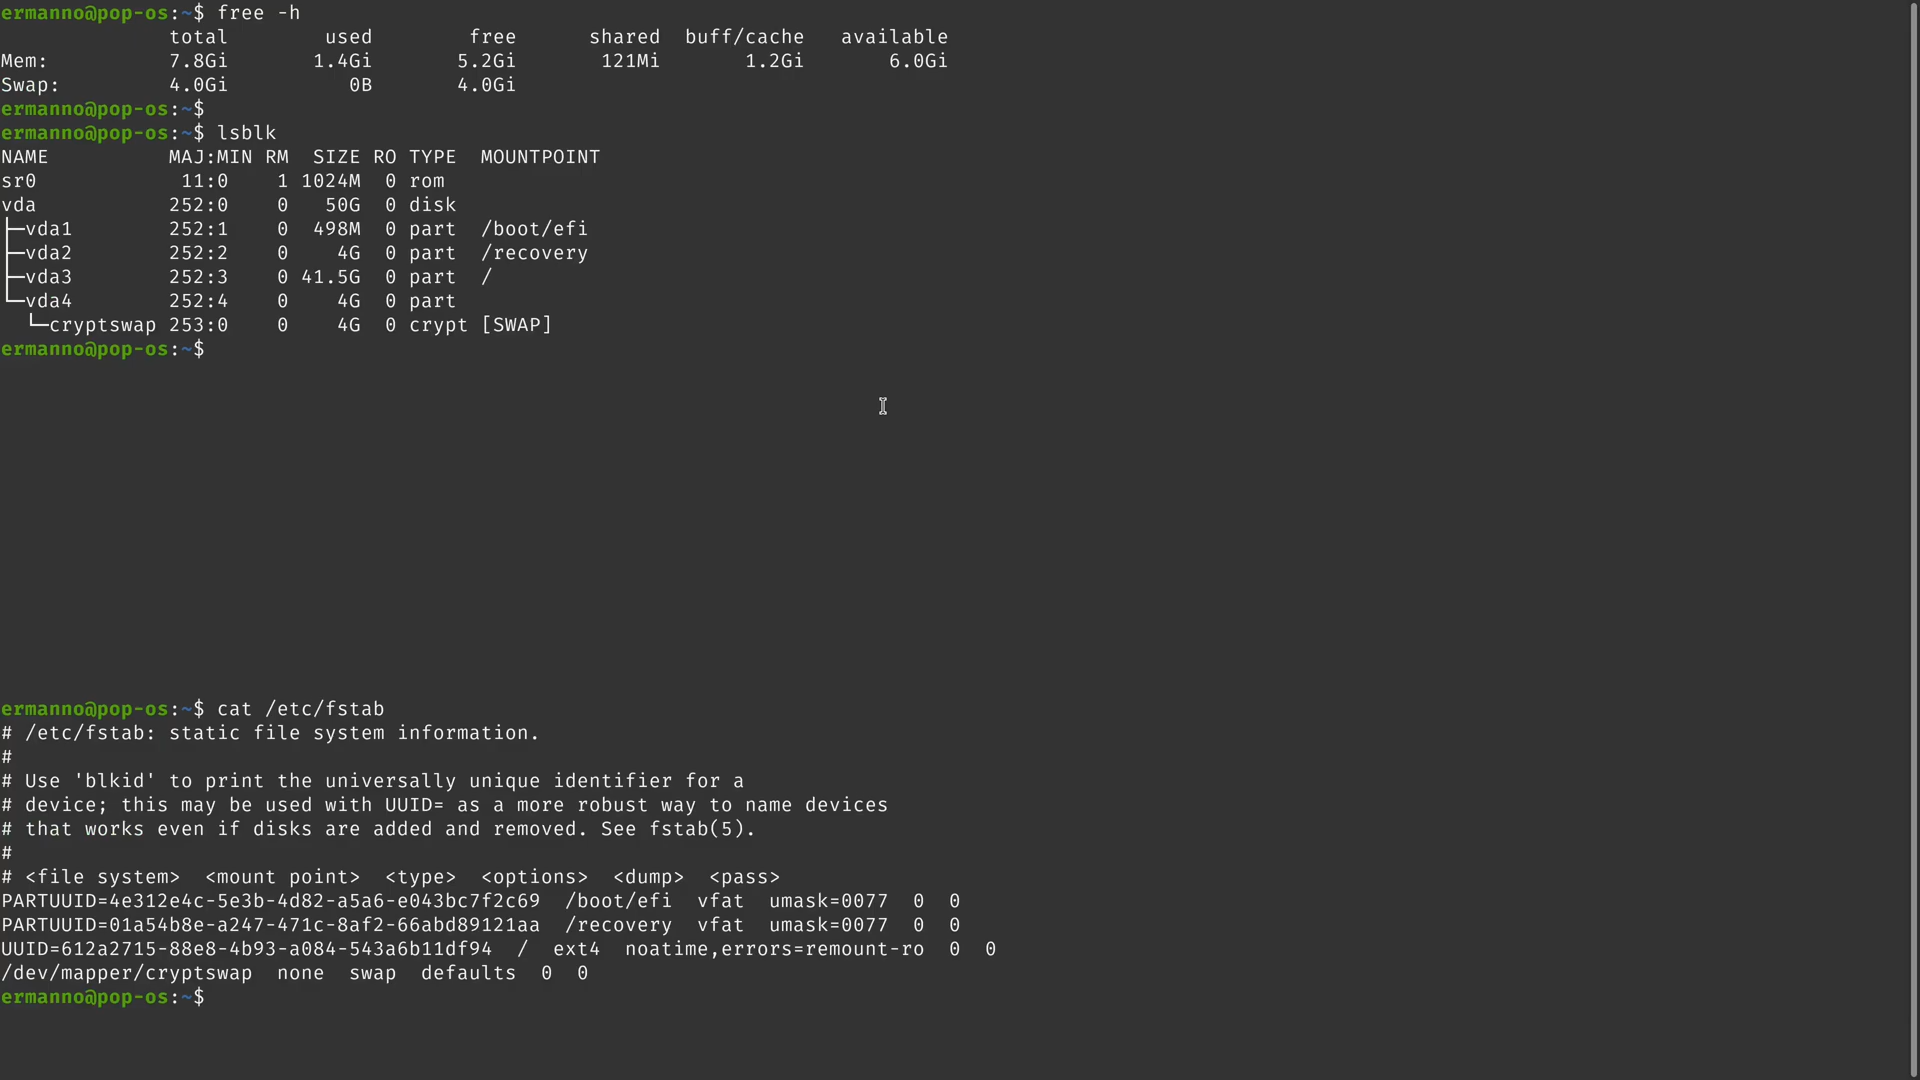 ermanno@pop-os:~$ free -h
              total        used        free      shared  buff/cache   available
Mem:          7.8Gi       1.4Gi       5.2Gi       121Mi       1.2Gi       6.0Gi
Swap:         4.0Gi          0B       4.0Gi
ermanno@pop-os:~$
ermanno@pop-os:~$ lsblk
NAME          MAJ:MIN RM  SIZE RO TYPE  MOUNTPOINT
sr0            11:0    1 1024M  0 rom
vda           252:0    0   50G  0 disk
├─vda1        252:1    0  498M  0 part  /boot/efi
├─vda2        252:2    0    4G  0 part  /recovery
├─vda3        252:3    0 41.5G  0 part  /
└─vda4        252:4    0    4G  0 part
  └─cryptswap 253:0    0    4G  0 crypt [SWAP]
ermanno@pop-os:~$
ermanno@pop-os:~$ cat /etc/fstab
# /etc/fstab: static file system information.
#
# Use 'blkid' to print the universally unique identifier for a
# device; this may be used with UUID= as a more robust way to name devices
# that works even if disks are added and removed. See fstab(5).
#
# <file system>  <mount point>  <type>  <options>  <dump>  <pass>
PARTUUID=4e312e4c-5e3b-4d82-a5a6-e043bc7f2c69  /boot/efi  vfat  umask=0077  0  0
PARTUUID=01a54b8e-a247-471c-8af2-66abd89121aa  /recovery  vfat  umask=0077  0  0
UUID=612a2715-88e8-4b93-a084-543a6b11df94  /  ext4  noatime,errors=remount-ro  0  0
/dev/mapper/cryptswap  none  swap  defaults  0  0
ermanno@pop-os:~$